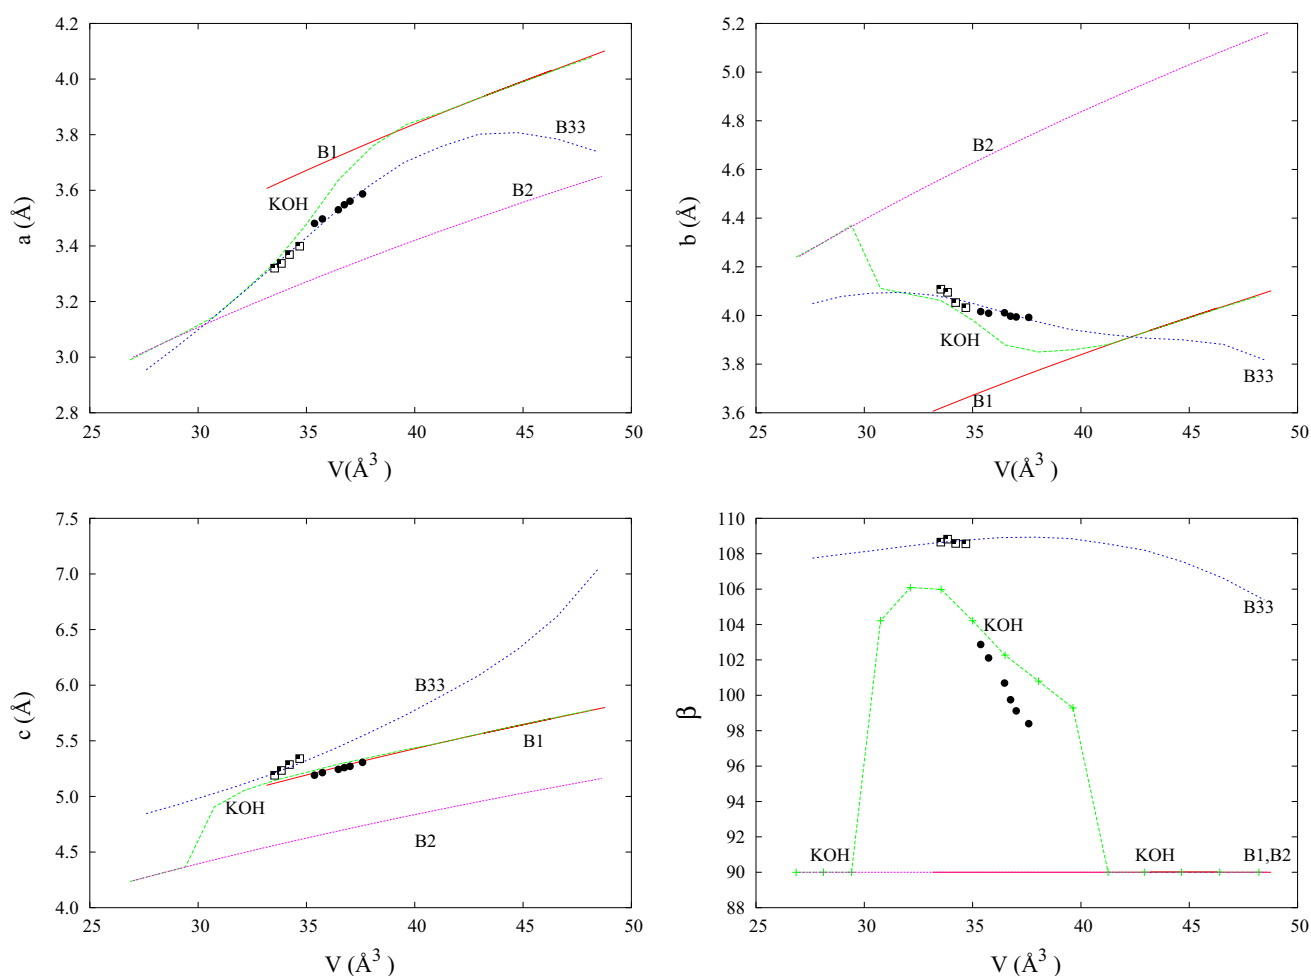 4.2
4.0
3.8
3.6
3.4
3.2
3.0
2.8
a (Å)
B1
B33
KOH
B2
25 30 35 40 45 50
V(Å³ )
5.2
5.0
4.8
4.6
4.4
4.2
4.0
3.8
3.6
b (Å)
B2
KOH
B33
B1
25 30 35 40 45 50
V(Å³ )
7.5
7.0
6.5
6.0
5.5
5.0
4.5
4.0
c (Å)
B33
B1
KOH
B2
25 30 35 40 45 50
V (Å³ )
110
108
106
104
102
100
98
96
94
92
90
88
β
B33
KOH
KOH KOH B1,B2
25 30 35 40 45 50
V (Å³ )